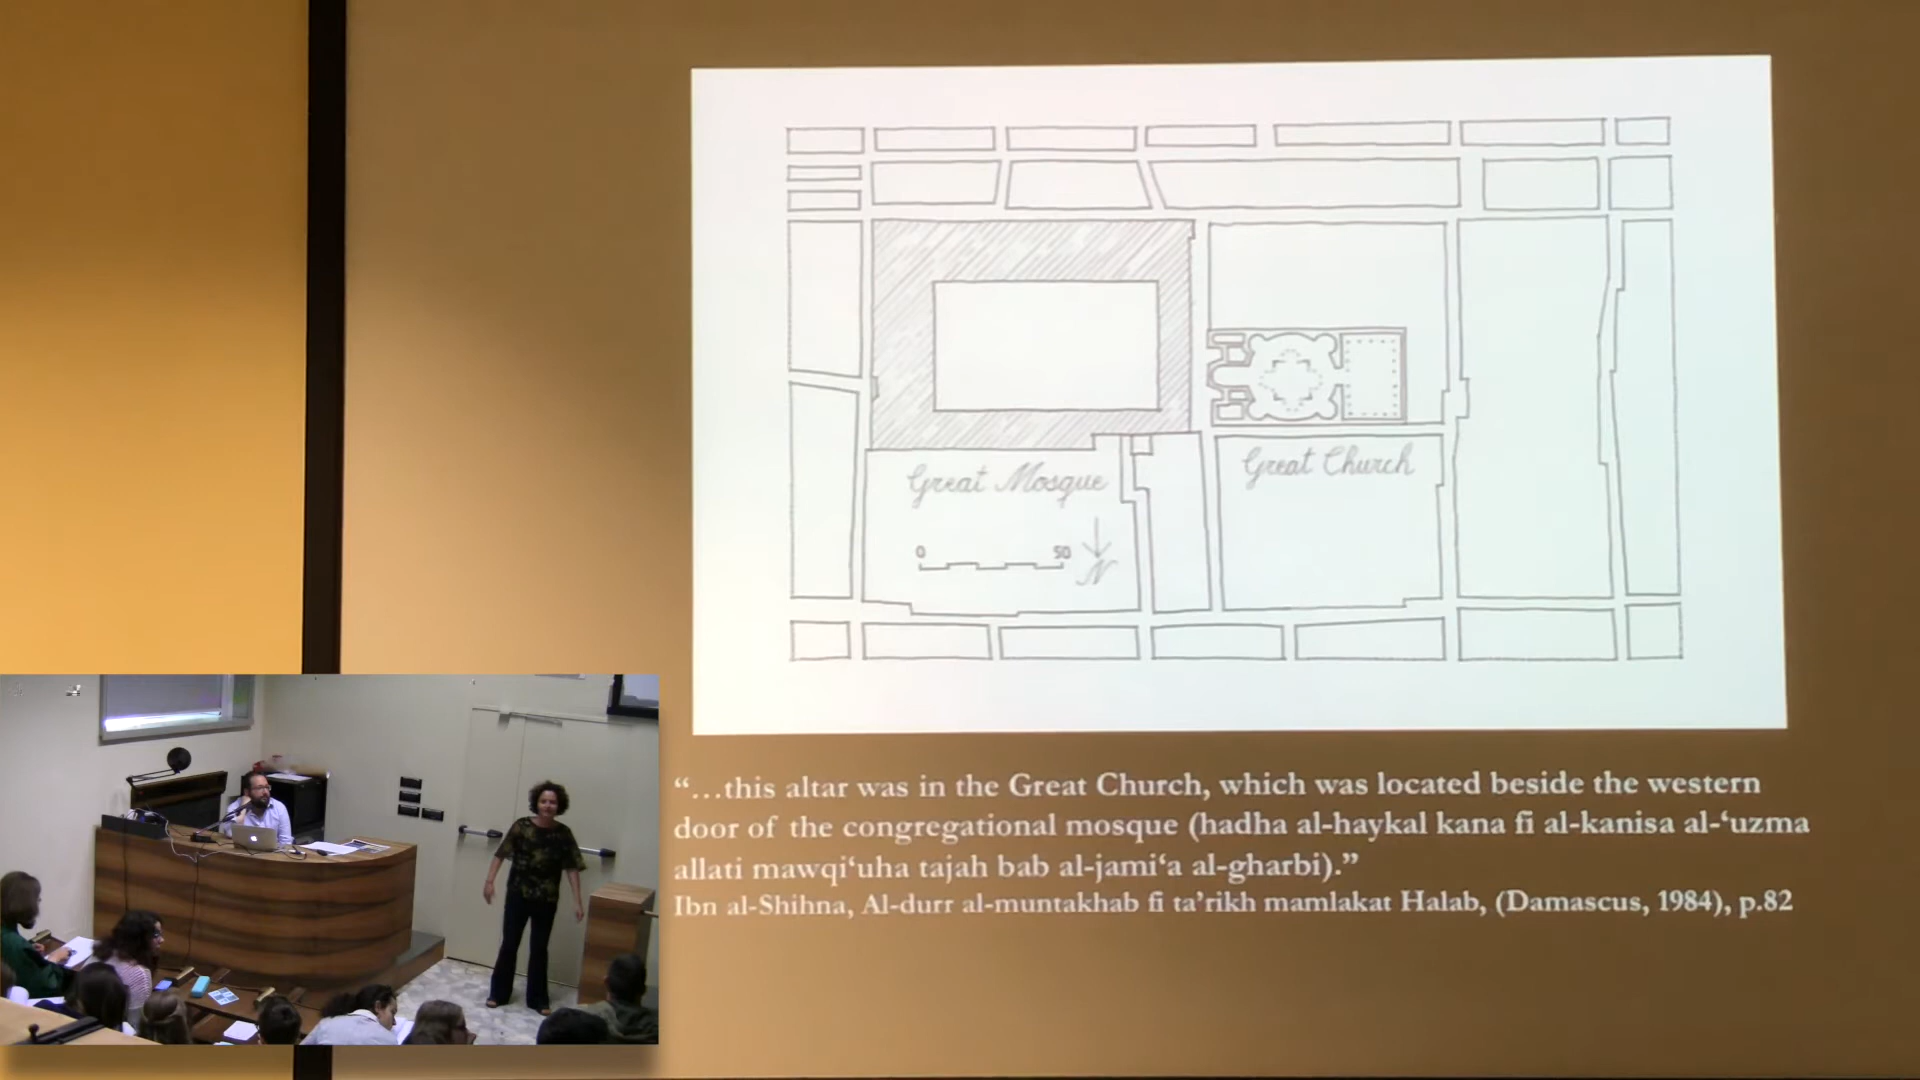 Great Mosque
Great Church
0 50
N
“…this altar was in the Great Church, which was located beside the western
door of the congregational mosque (hadha al-haykal kana fi al-kanisa al-‘uzma
allati mawqi‘uha tajah bab al-jami‘a al-gharbi).”
Ibn al-Shihna, Al-durr al-muntakhab fi ta’rikh mamlakat Halab, (Damascus, 1984), p.82